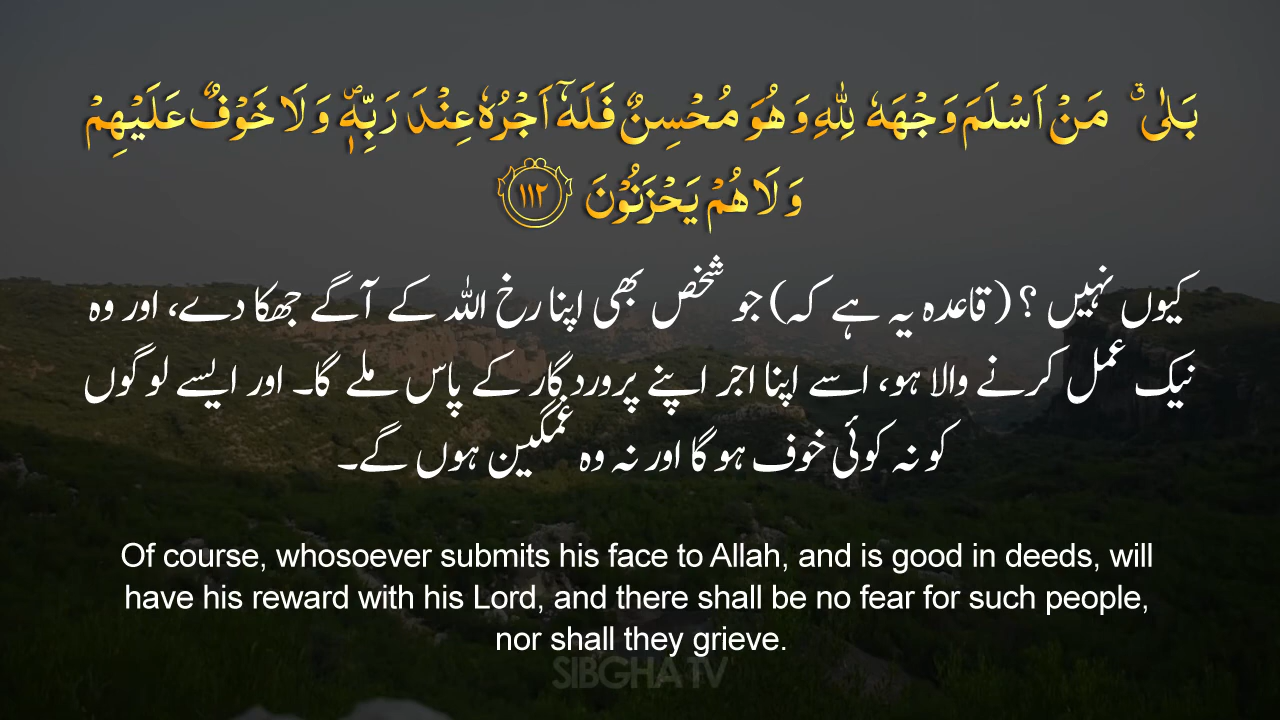 بَلٰىۗ مَنْ اَسْلَمَ وَجْهَهٗ لِلّٰهِ وَهُوَ مُحْسِنٌ فَلَهٗۤ اَجْرُهٗ عِنْدَ رَبِّهٖ۪ وَلَا خَوْفٌ عَلَيْهِمْ
وَلَا هُمْ يَحْزَنُوْنَ ۝١١٢
کیوں نہیں؟ (قاعدہ یہ ہے کہ) جو شخص بھی اپنا رخ اللہ کے آگے جھکا دے، اور وہ
نیک عمل کرنے والا ہو، اسے اپنا اجر اپنے پروردگار کے پاس ملے گا۔ اور ایسے لوگوں
کو نہ کوئی خوف ہوگا اور نہ وہ غمگین ہوں گے۔
Of course, whosoever submits his face to Allah, and is good in deeds, will
have his reward with his Lord, and there shall be no fear for such people,
nor shall they grieve.
SIBGHA TV